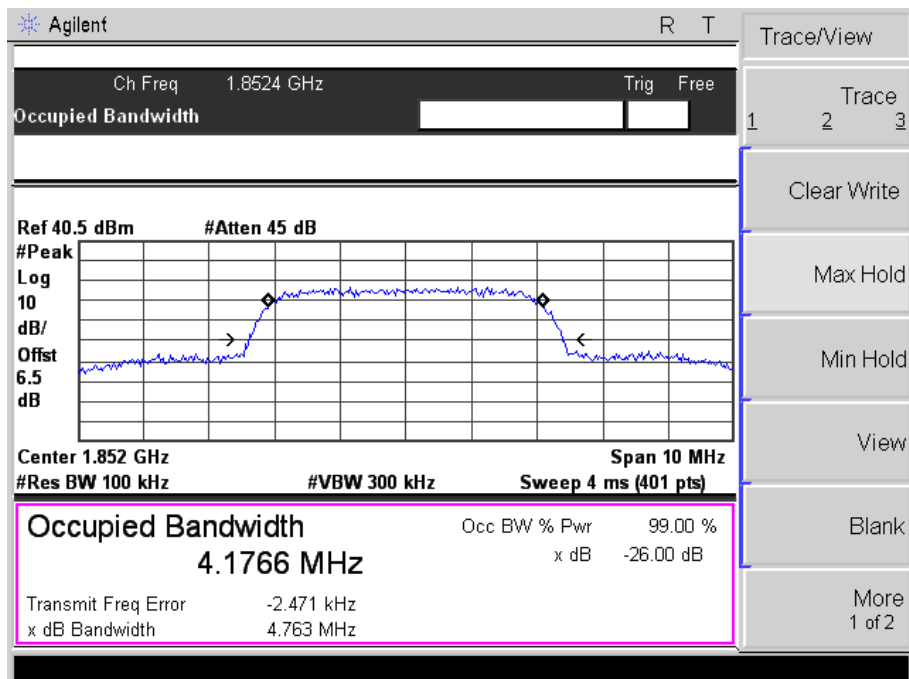 Agilent R T
Trace/View
Ch Freq 1.8524 GHz Trig Free
Occupied Bandwidth
Trace
1 2 3
Clear Write
Ref 40.5 dBm #Atten 45 dB
#Peak
Log
10
dB/
Offst
6.5
dB
Max Hold
Min Hold
Center 1.852 GHz Span 10 MHz
#Res BW 100 kHz #VBW 300 kHz Sweep 4 ms (401 pts)
View
Occupied Bandwidth Occ BW % Pwr 99.00 %
4.1766 MHz x dB -26.00 dB
Blank
Transmit Freq Error -2.471 kHz
x dB Bandwidth 4.763 MHz
More
1 of 2